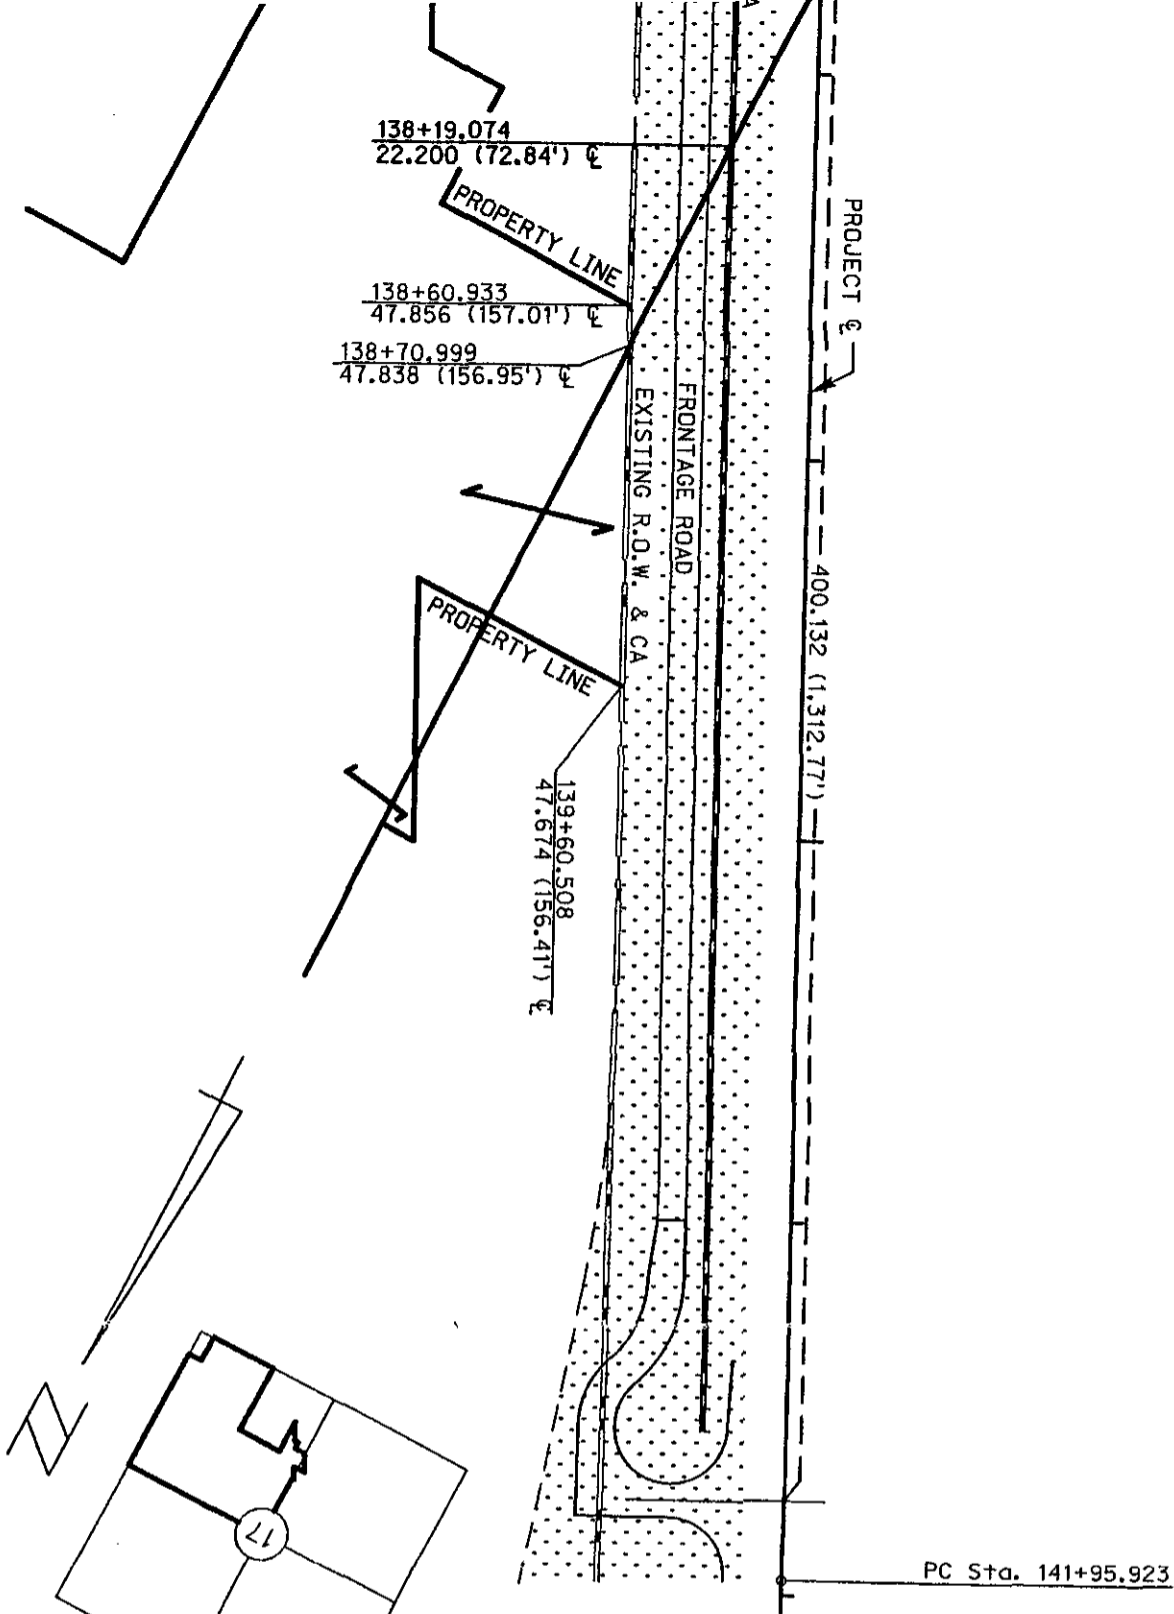 138+19.074
22.200 (72.84') ℄
PROPERTY LINE
PROJECT ℄
138+60.933
47.856 (157.01') ℄
138+70.999
47.838 (156.95') ℄
FRONTAGE ROAD
EXISTING R.O.W. & CA
400.132 (1,312.77')
PROPERTY LINE
139+60.508
47.674 (156.41') ℄
N
17
PC Sta. 141+95.923